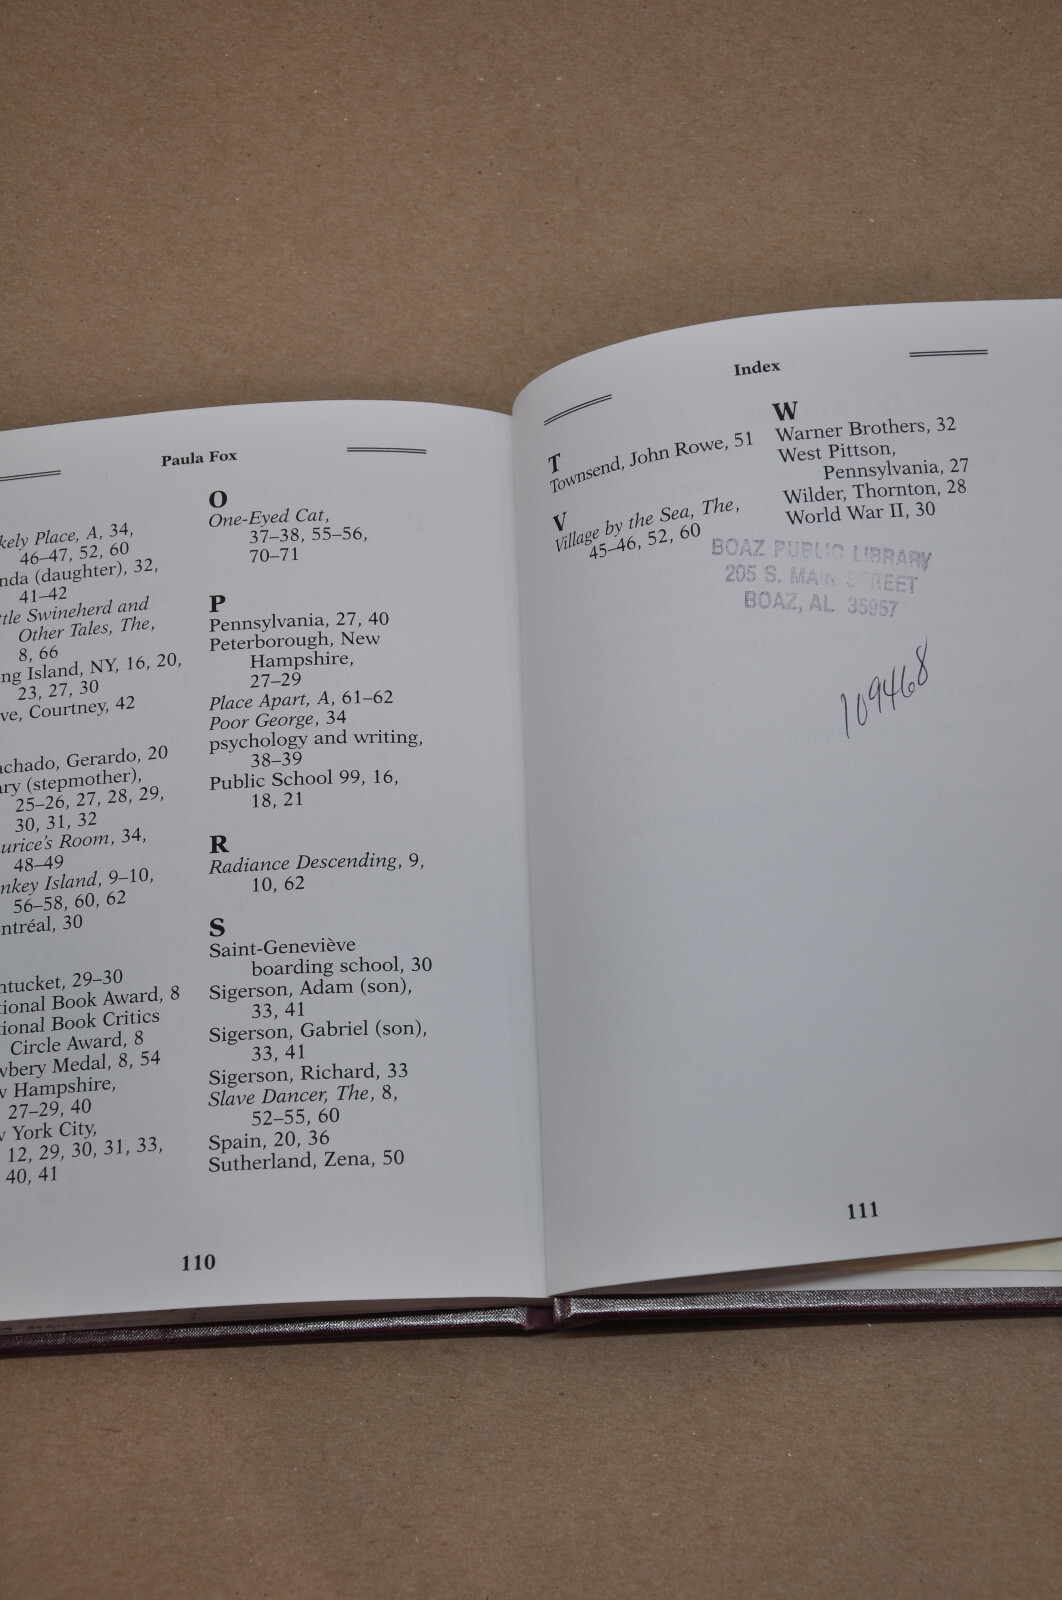 Paula Fox
kely Place, A, 34,
46–47, 52, 60
nda (daughter), 32,
41–42
ttle Swineherd and
Other Tales, The,
8, 66
ng Island, NY, 16, 20,
23, 27, 30
ve, Courtney, 42
achado, Gerardo, 20
ary (stepmother),
25–26, 27, 28, 29,
30, 31, 32
urice's Room, 34,
48–49
nkey Island, 9–10,
56–58, 60, 62
ntréal, 30
ntucket, 29–30
tional Book Award, 8
tional Book Critics
Circle Award, 8
wbery Medal, 8, 54
w Hampshire,
27–29, 40
w York City,
12, 29, 30, 31, 33,
40, 41
O
One-Eyed Cat,
37–38, 55–56,
70–71
P
Pennsylvania, 27, 40
Peterborough, New
Hampshire,
27–29
Place Apart, A, 61–62
Poor George, 34
psychology and writing,
38–39
Public School 99, 16,
18, 21
R
Radiance Descending, 9,
10, 62
S
Saint-Geneviève
boarding school, 30
Sigerson, Adam (son),
33, 41
Sigerson, Gabriel (son),
33, 41
Sigerson, Richard, 33
Slave Dancer, The, 8,
52–55, 60
Spain, 20, 36
Sutherland, Zena, 50
110
Index
T
Townsend, John Rowe, 51
V
Village by the Sea, The,
45–46, 52, 60
W
Warner Brothers, 32
West Pittson,
Pennsylvania, 27
Wilder, Thornton, 28
World War II, 30
BOAZ PUBLIC LIBRARY
205 S. MAIN STREET
BOAZ, AL 35957
109468
111